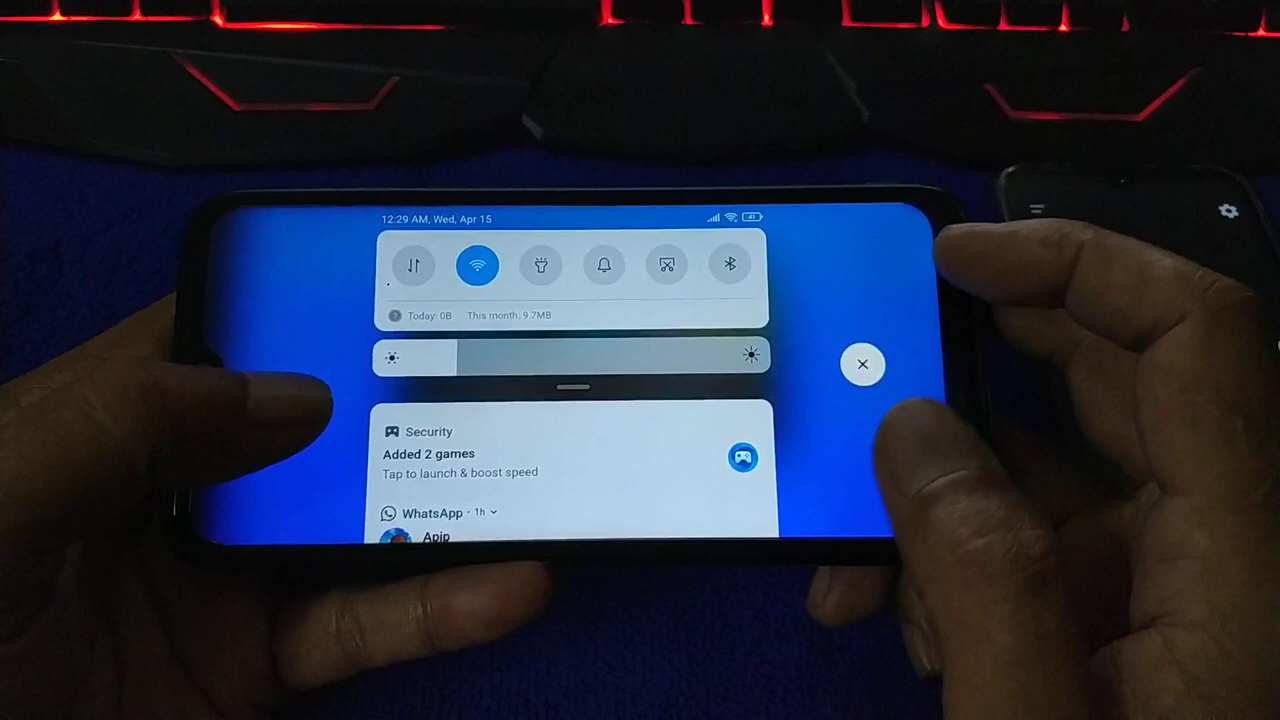 12:29 AM, Wed, Apr 15
41
Today: 0B This month: 9.7MB
Security
Added 2 games
Tap to launch & boost speed
WhatsApp · 1h
Apip